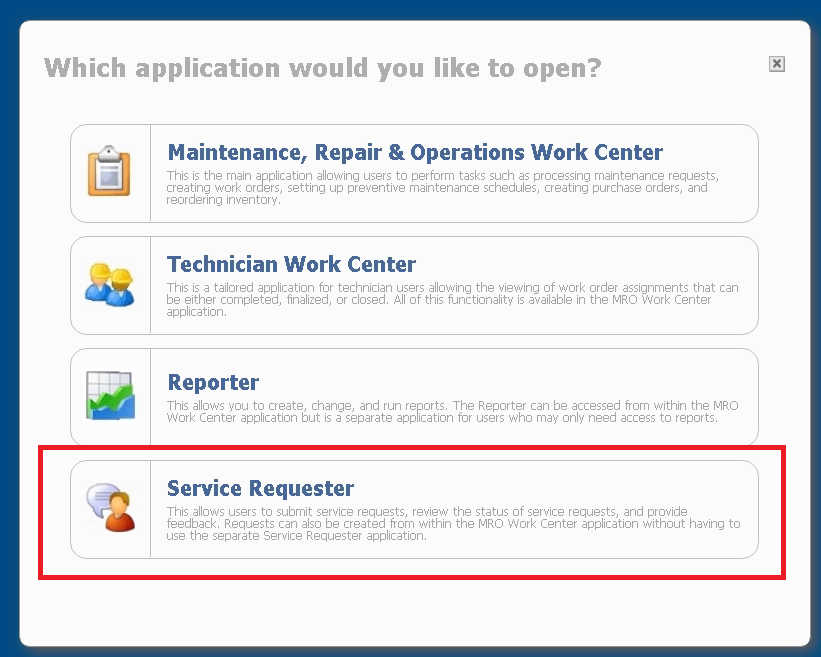 Which application would you like to open?
Maintenance, Repair & Operations Work Center
This is the main application allowing users to perform tasks such as processing maintenance requests,
creating work orders, setting up preventive maintenance schedules, creating purchase orders, and
reordering inventory.
Technician Work Center
This is a tailored application for technician users allowing the viewing of work order assignments that can
be either completed, finalized, or closed. All of this functionality is available in the MRO Work Center
application.
Reporter
This allows you to create, change, and run reports. The Reporter can be accessed from within the MRO
Work Center application but is a separate application for users who may only need access to reports.
Service Requester
This allows users to submit service requests, review the status of service requests, and provide
feedback. Requests can also be created from within the MRO Work Center application without having to
use the separate Service Requester application.